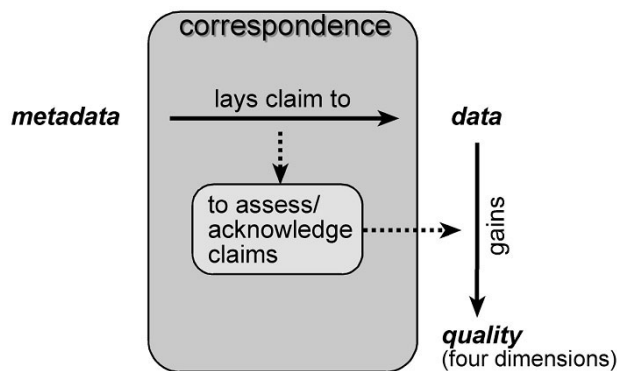 correspondence
lays claim to
metadata
data
to assess/
acknowledge
claims
gains
quality
(four dimensions)